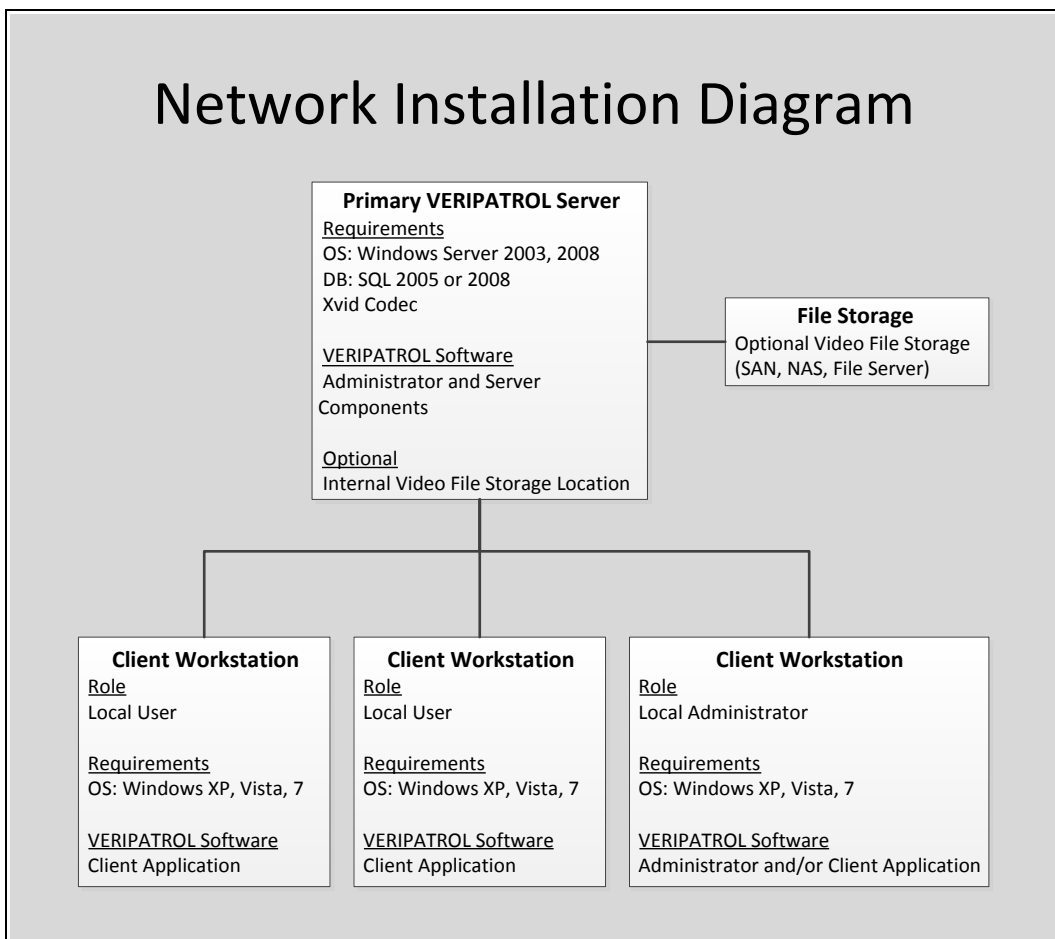 Network Installation Diagram
Primary VERIPATROL Server
Requirements
OS: Windows Server 2003, 2008
DB: SQL 2005 or 2008
Xvid Codec
VERIPATROL Software
Administrator and Server
Components
Optional
Internal Video File Storage Location
File Storage
Optional Video File Storage
(SAN, NAS, File Server)
Client Workstation
Role
Local User
Requirements
OS: Windows XP, Vista, 7
VERIPATROL Software
Client Application
Client Workstation
Role
Local User
Requirements
OS: Windows XP, Vista, 7
VERIPATROL Software
Client Application
Client Workstation
Role
Local Administrator
Requirements
OS: Windows XP, Vista, 7
VERIPATROL Software
Administrator and/or Client Application